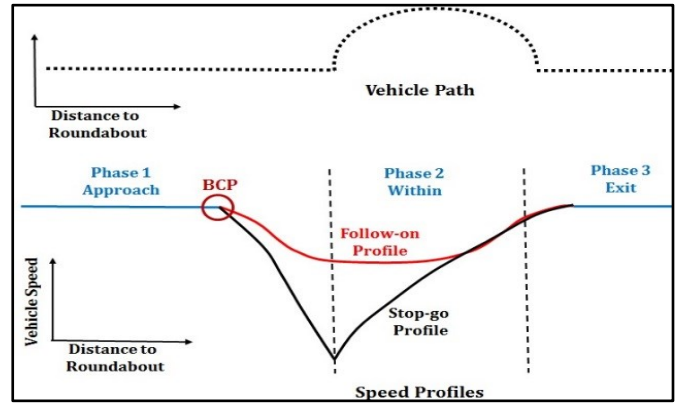 Vehicle Path
Distance to
Roundabout
Phase 1
Approach
BCP
Phase 2
Within
Phase 3
Exit
Follow-on
Profile
Vehicle Speed
Stop-go
Profile
Distance to
Roundabout
Speed Profiles